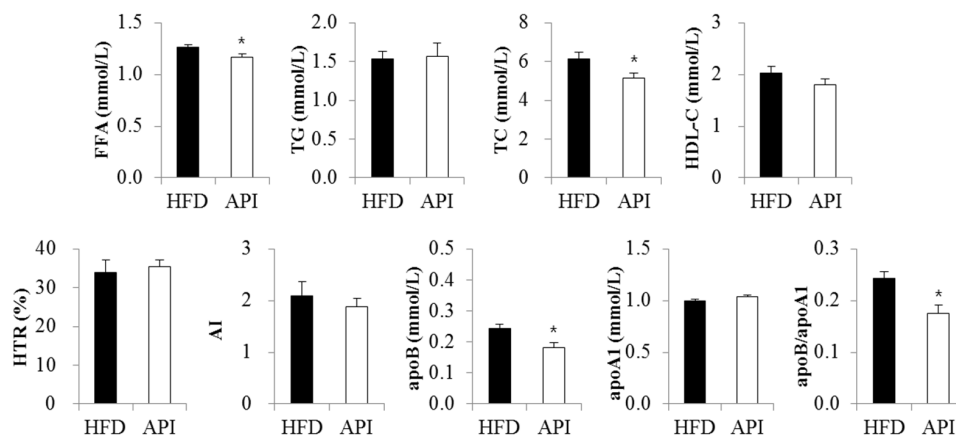 FFA (mmol/L)
1.5
1.0
0.5
0.0
*
HFD API
TG (mmol/L)
2.0
1.5
1.0
0.5
0.0
HFD API
TC (mmol/L)
8
6
4
2
0
*
HFD API
HDL-C (mmol/L)
3
2
1
0
HFD API
HTR (%)
40
30
20
10
0
HFD API
AI
3
2
1
0
HFD API
apoB (mmol/L)
0.5
0.4
0.3
0.2
0.1
0.0
*
HFD API
apoA1 (mmol/L)
1.5
1.0
0.5
0.0
HFD API
apoB/apoA1
0.3
0.2
0.1
0.0
*
HFD API